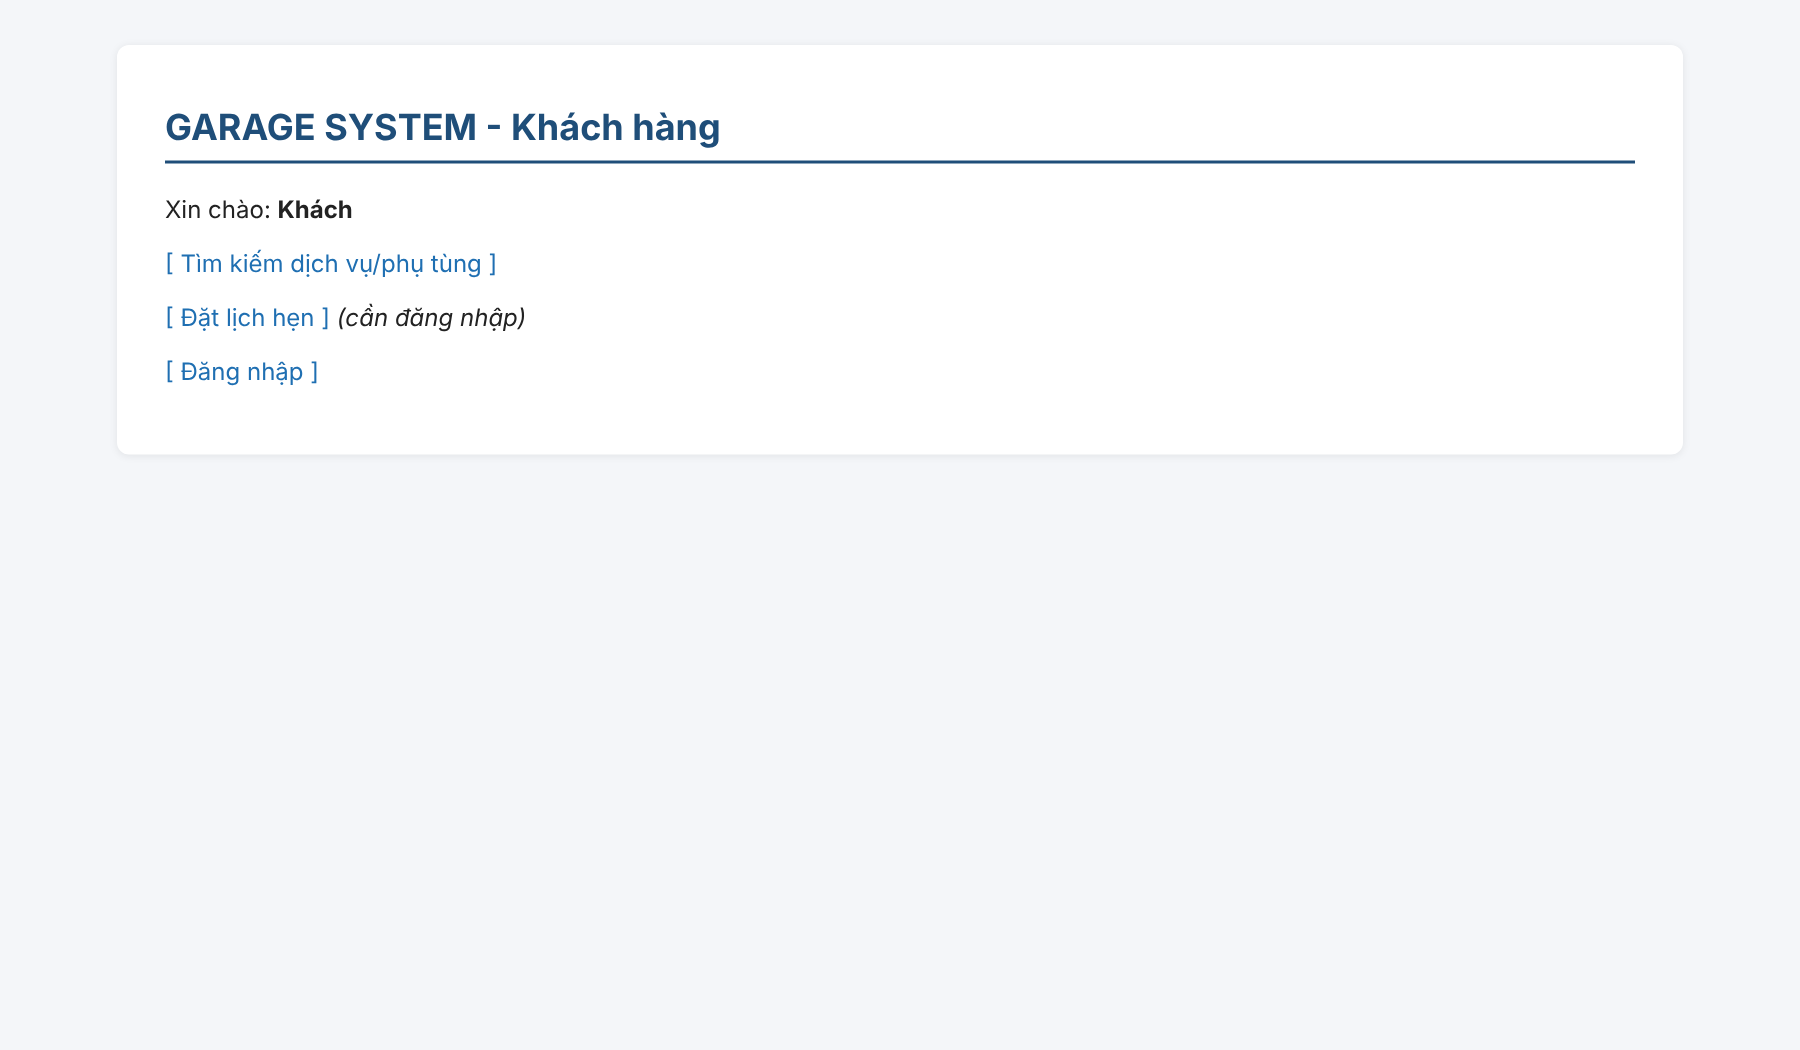 GARAGE SYSTEM - Khách hàng
Xin chào: Khách
[ Tìm kiếm dịch vụ/phụ tùng ]
[ Đặt lịch hẹn ] (cần đăng nhập)
[ Đăng nhập ]